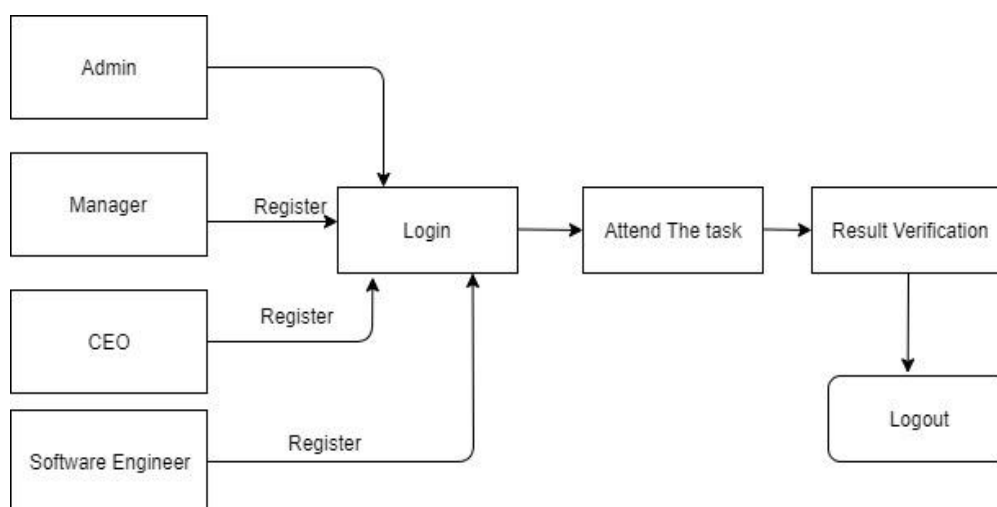 Admin
Manager
Register
Login
Attend The task
Result Verification
Register
CEO
Logout
Register
Software Engineer